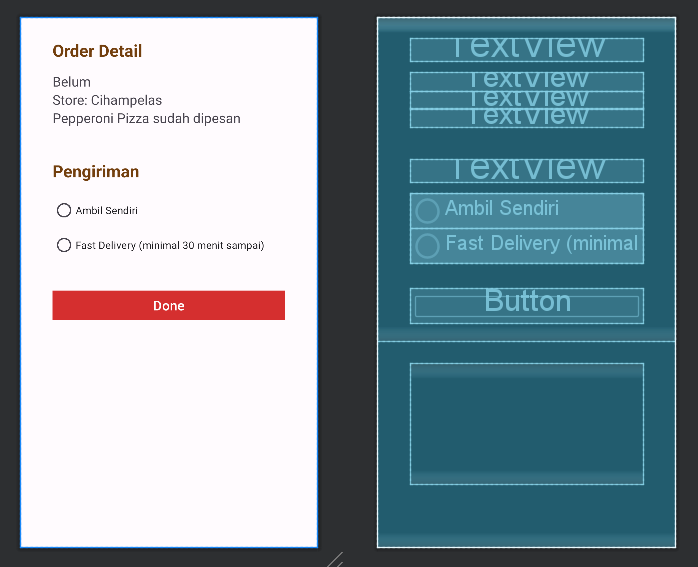 Order Detail
Belum
Store: Cihampelas
Pepperoni Pizza sudah dipesan
Pengiriman
Ambil Sendiri
Fast Delivery (minimal 30 menit sampai)
Done
TextView
TextView
TextView
TextView
TextView
Ambil Sendiri
Fast Delivery (minimal
Button